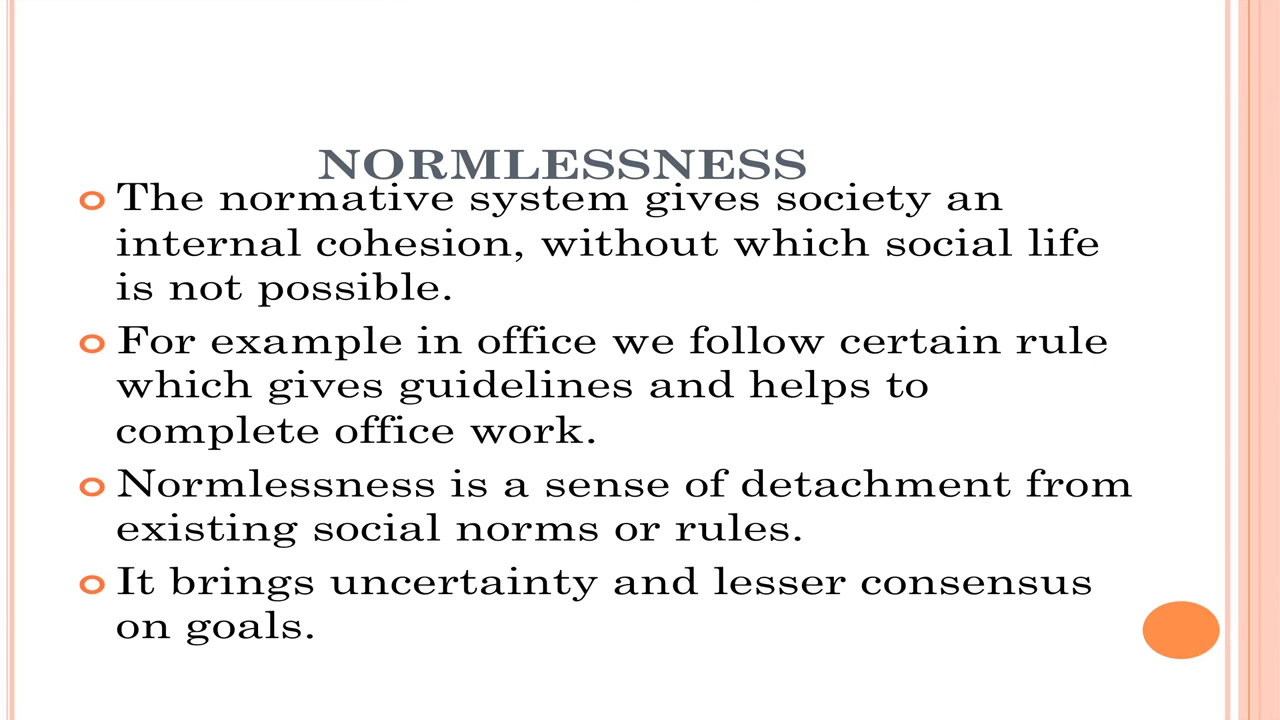 NORMLESSNESS
The normative system gives society an
internal cohesion, without which social life
is not possible.
For example in office we follow certain rule
which gives guidelines and helps to
complete office work.
Normlessness is a sense of detachment from
existing social norms or rules.
It brings uncertainty and lesser consensus
on goals.